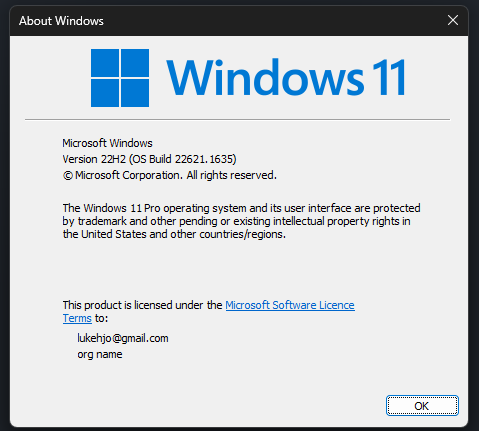 About Windows
Windows 11
Microsoft Windows
Version 22H2 (OS Build 22621.1635)
© Microsoft Corporation. All rights reserved.
The Windows 11 Pro operating system and its user interface are protected
by trademark and other pending or existing intellectual property rights in
the United States and other countries/regions.
This product is licensed under the Microsoft Software Licence
Terms to:
lukehjo@gmail.com
org name
OK